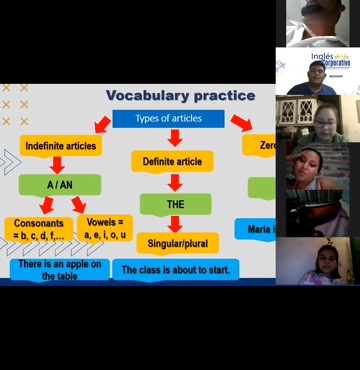 Inglés
Corporativo
Vocabulary practice
Types of articles
Indefinite articles
Definite article
Zero
A / AN
THE
Consonants
= b, c, d, f,...
Vowels =
a, e, i, o, u
Singular/plural
Maria i
There is an apple on
the table
The class is about to start.